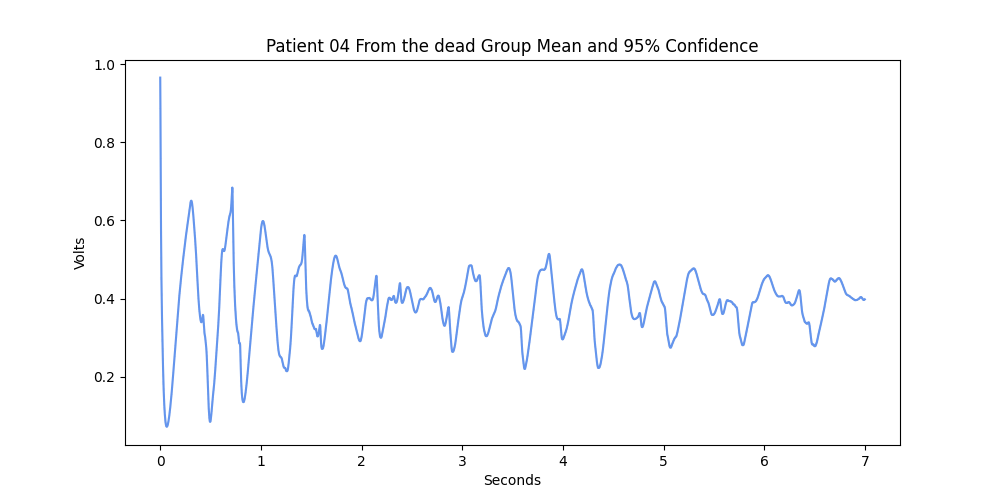 Patient 04 From the dead Group Mean and 95% Confidence
1.0
0.8
0.6
0.4
0.2
Volts
0 1 2 3 4 5 6 7
Seconds